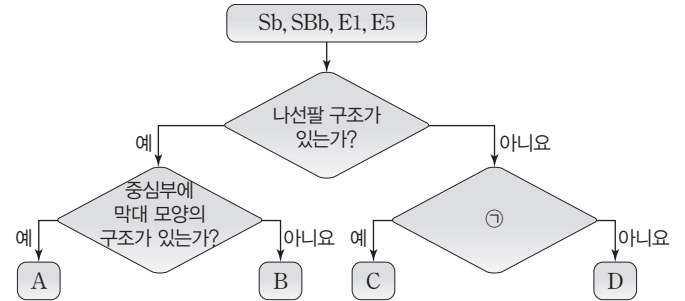 Sb, SBb, E1, E5
나선팔 구조가
있는가?
예
아니요
중심부에
막대 모양의
구조가 있는가?
㉠
예
아니요
예
아니요
A
B
C
D